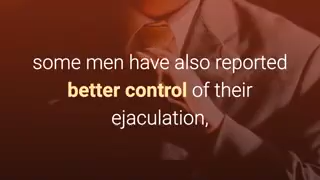 some men have also reported
better control of their
ejaculation,